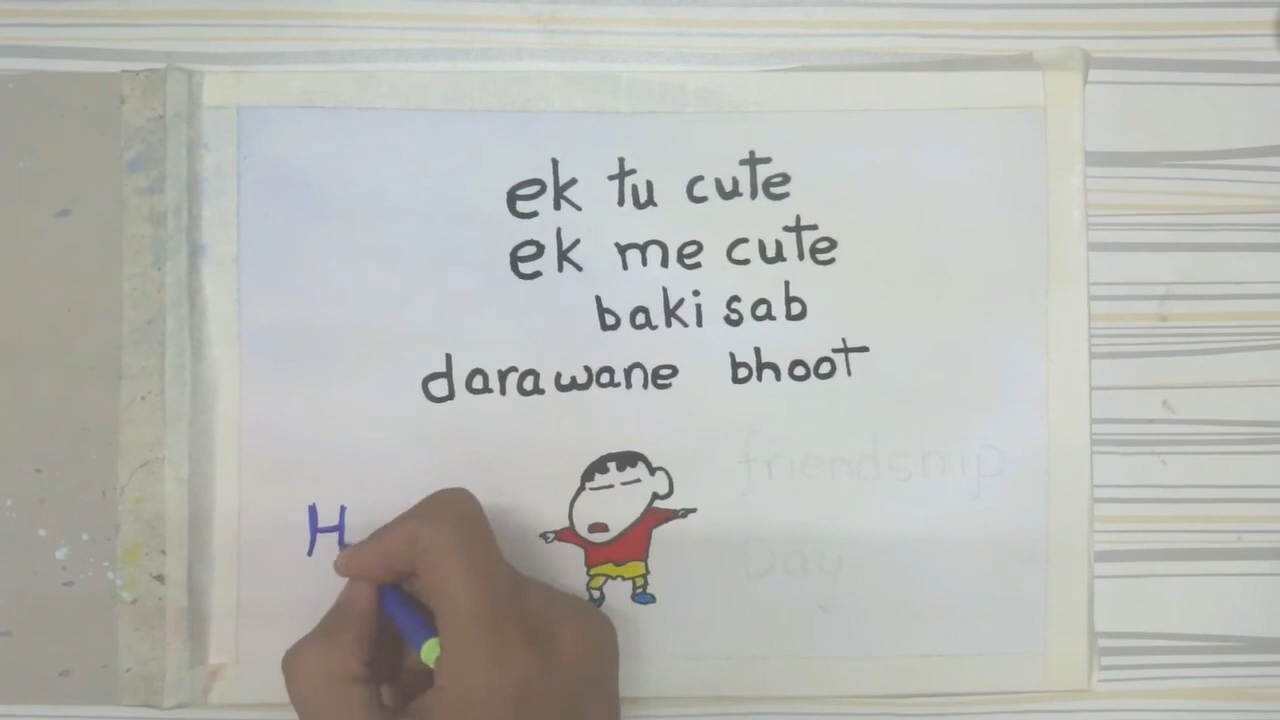 ek tu cute
ek me cute
baki sab
darawane bhoot
friendship
Day
H